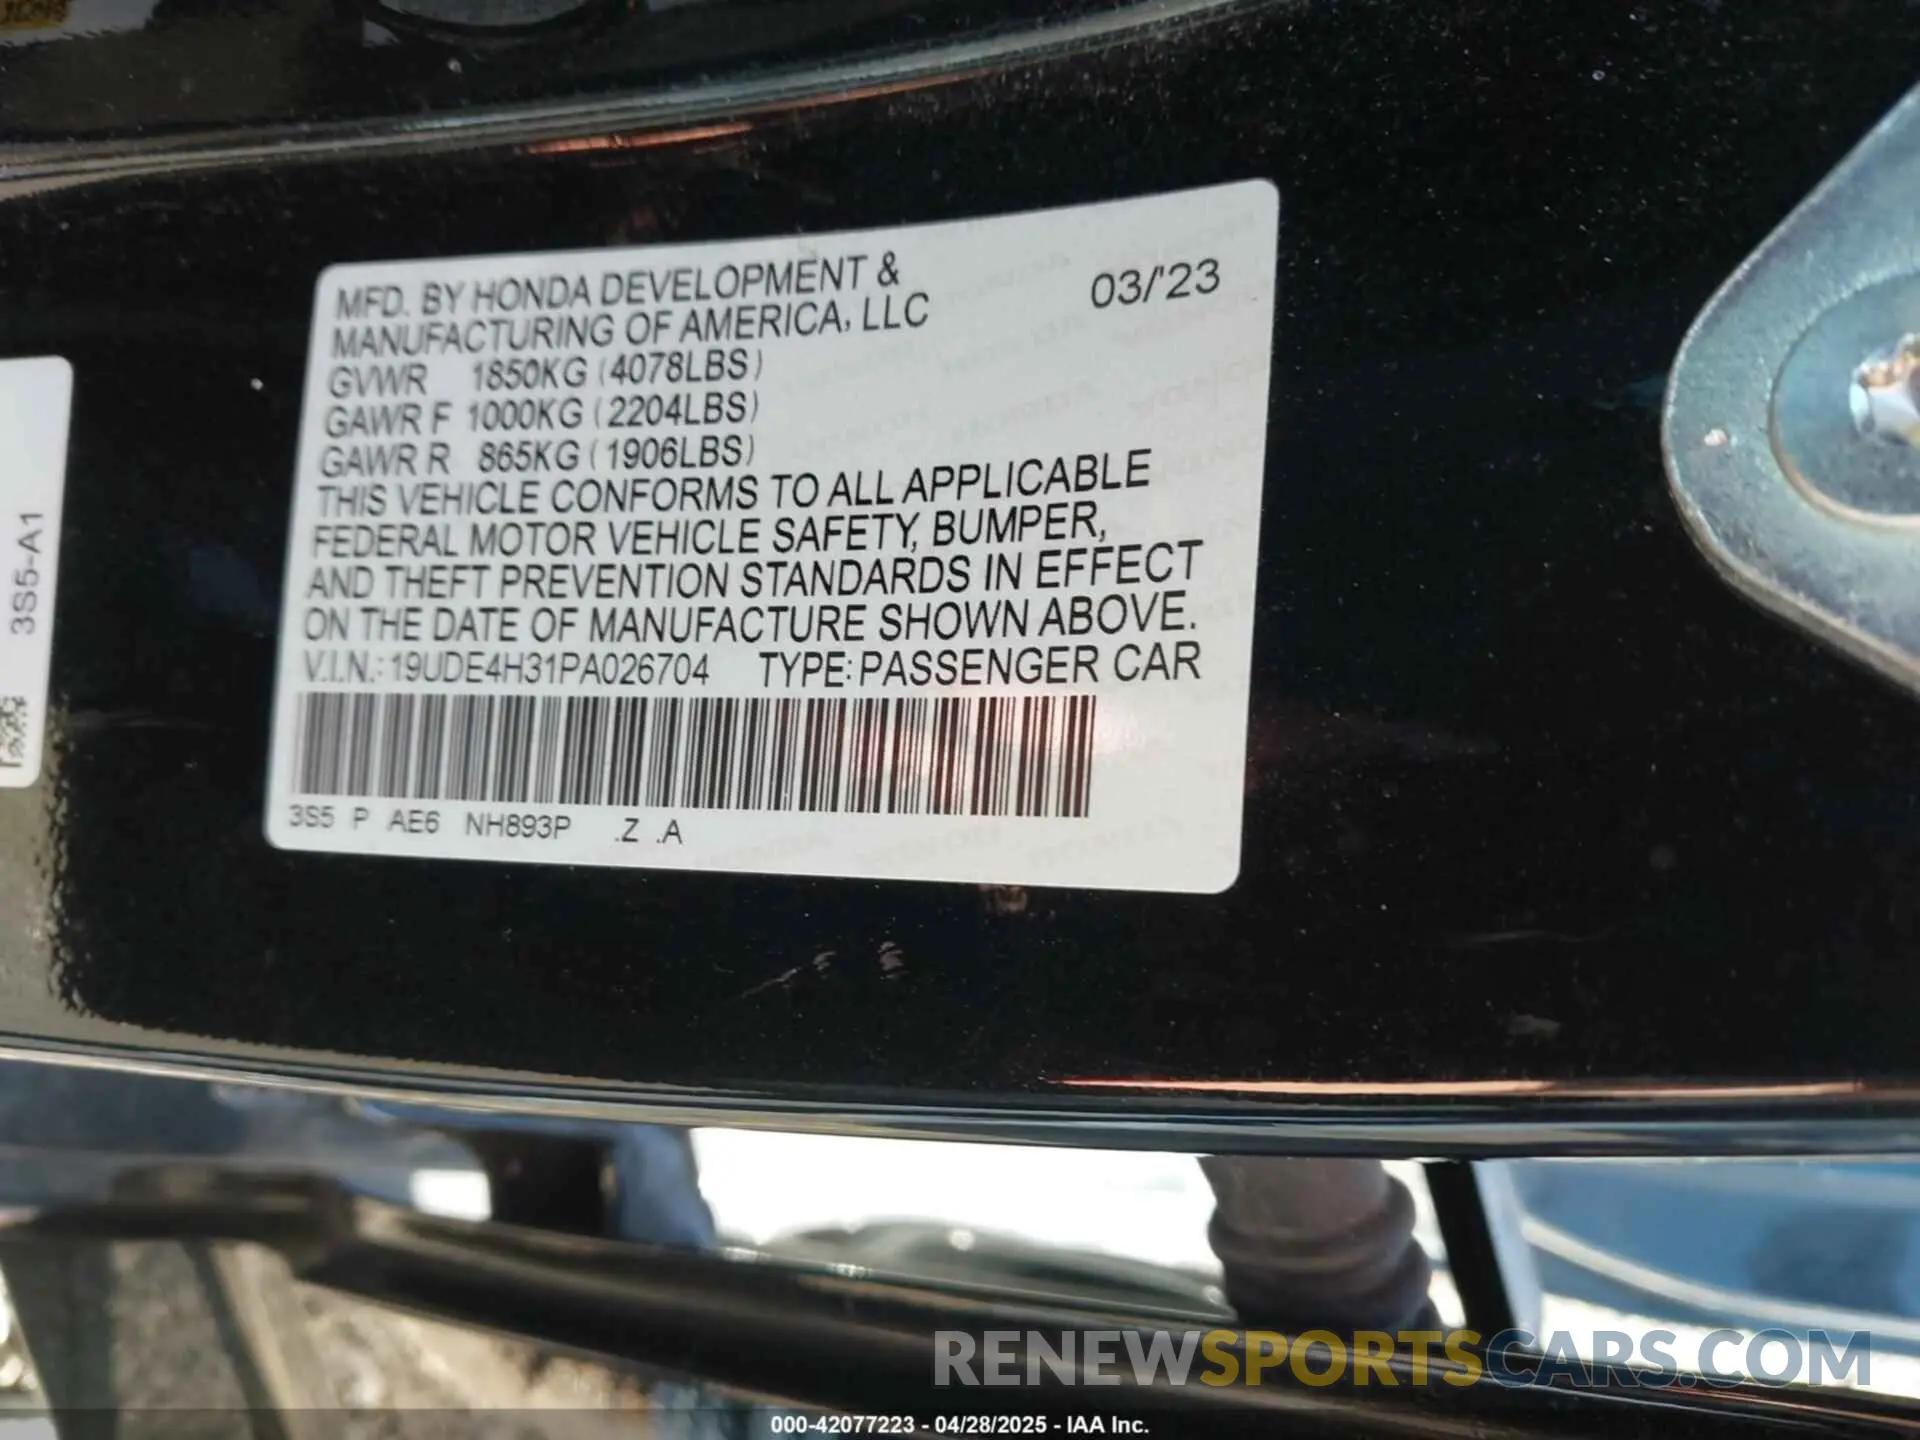 MFD. BY HONDA DEVELOPMENT & 03/'23
MANUFACTURING OF AMERICA, LLC
GVWR 1850KG (4078LBS)
GAWR F 1000KG (2204LBS)
GAWR R 865KG (1906LBS)
THIS VEHICLE CONFORMS TO ALL APPLICABLE
FEDERAL MOTOR VEHICLE SAFETY, BUMPER,
AND THEFT PREVENTION STANDARDS IN EFFECT
ON THE DATE OF MANUFACTURE SHOWN ABOVE.
V.I.N.: 19UDE4H31PA026704 TYPE: PASSENGER CAR
3S5 P AE6 NH893P .Z .A
3S5-A1
RENEWSPORTSCARS.COM
000-42077223 - 04/28/2025 - IAA Inc.